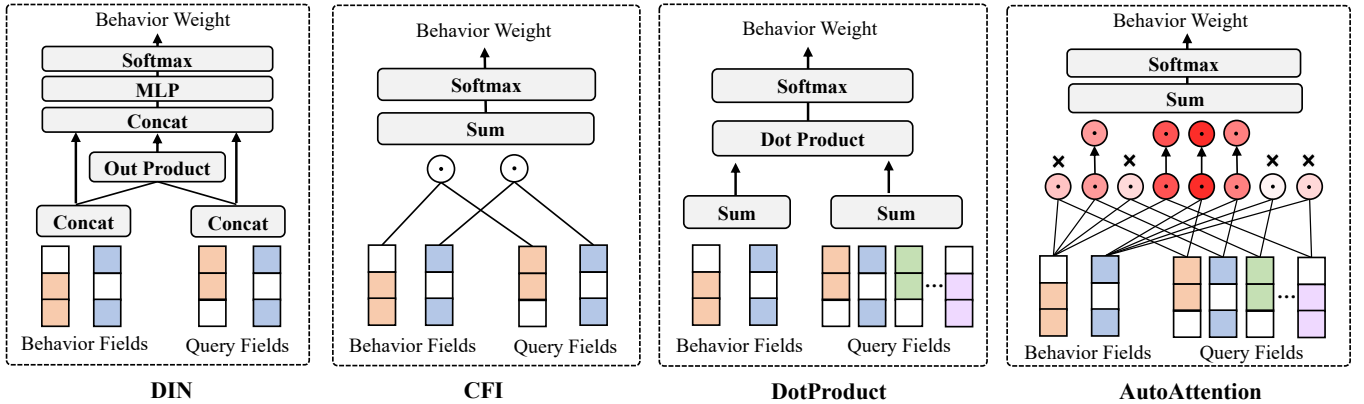 Behavior Weight
Softmax
MLP
Concat
Out Product
Concat
Concat
Behavior Fields
Query Fields
DIN
Behavior Weight
Softmax
Sum
Behavior Fields
Query Fields
CFI
Behavior Weight
Softmax
Dot Product
Sum
Sum
...
Behavior Fields
Query Fields
DotProduct
Behavior Weight
Softmax
Sum
× × × ×
...
Behavior Fields
Query Fields
AutoAttention